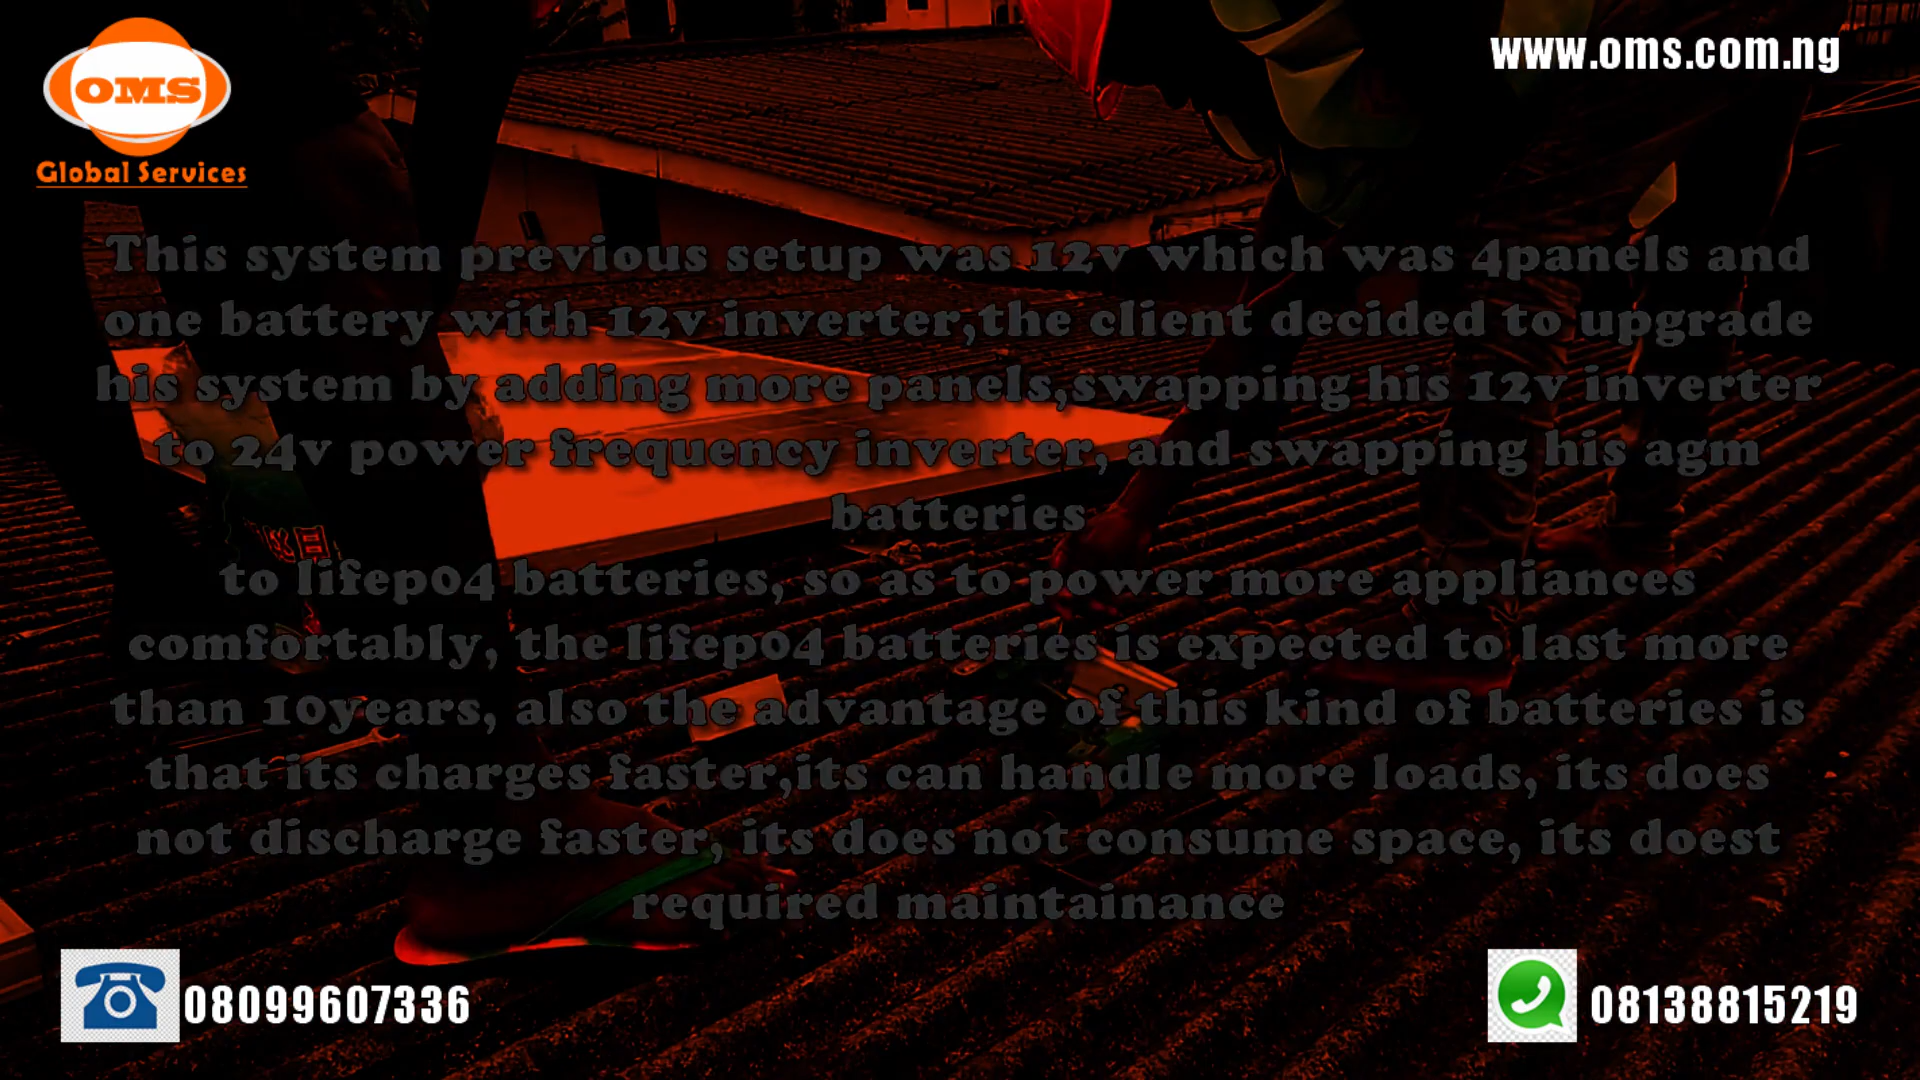 OMS
Global Services
www.oms.com.ng
This system previous setup was 12v which was 4panels and
one battery with 12v inverter,the client decided to upgrade
his system by adding more panels,swapping his 12v inverter
to 24v power frequency inverter, and swapping his agm
batteries
to lifep04 batteries, so as to power more appliances
comfortably, the lifep04 batteries is expected to last more
than 10years, also the advantage of this kind of batteries is
that its charges faster,its can handle more loads, its does
not discharge faster, its does not consume space, its doest
required maintainance
08099607336
08138815219